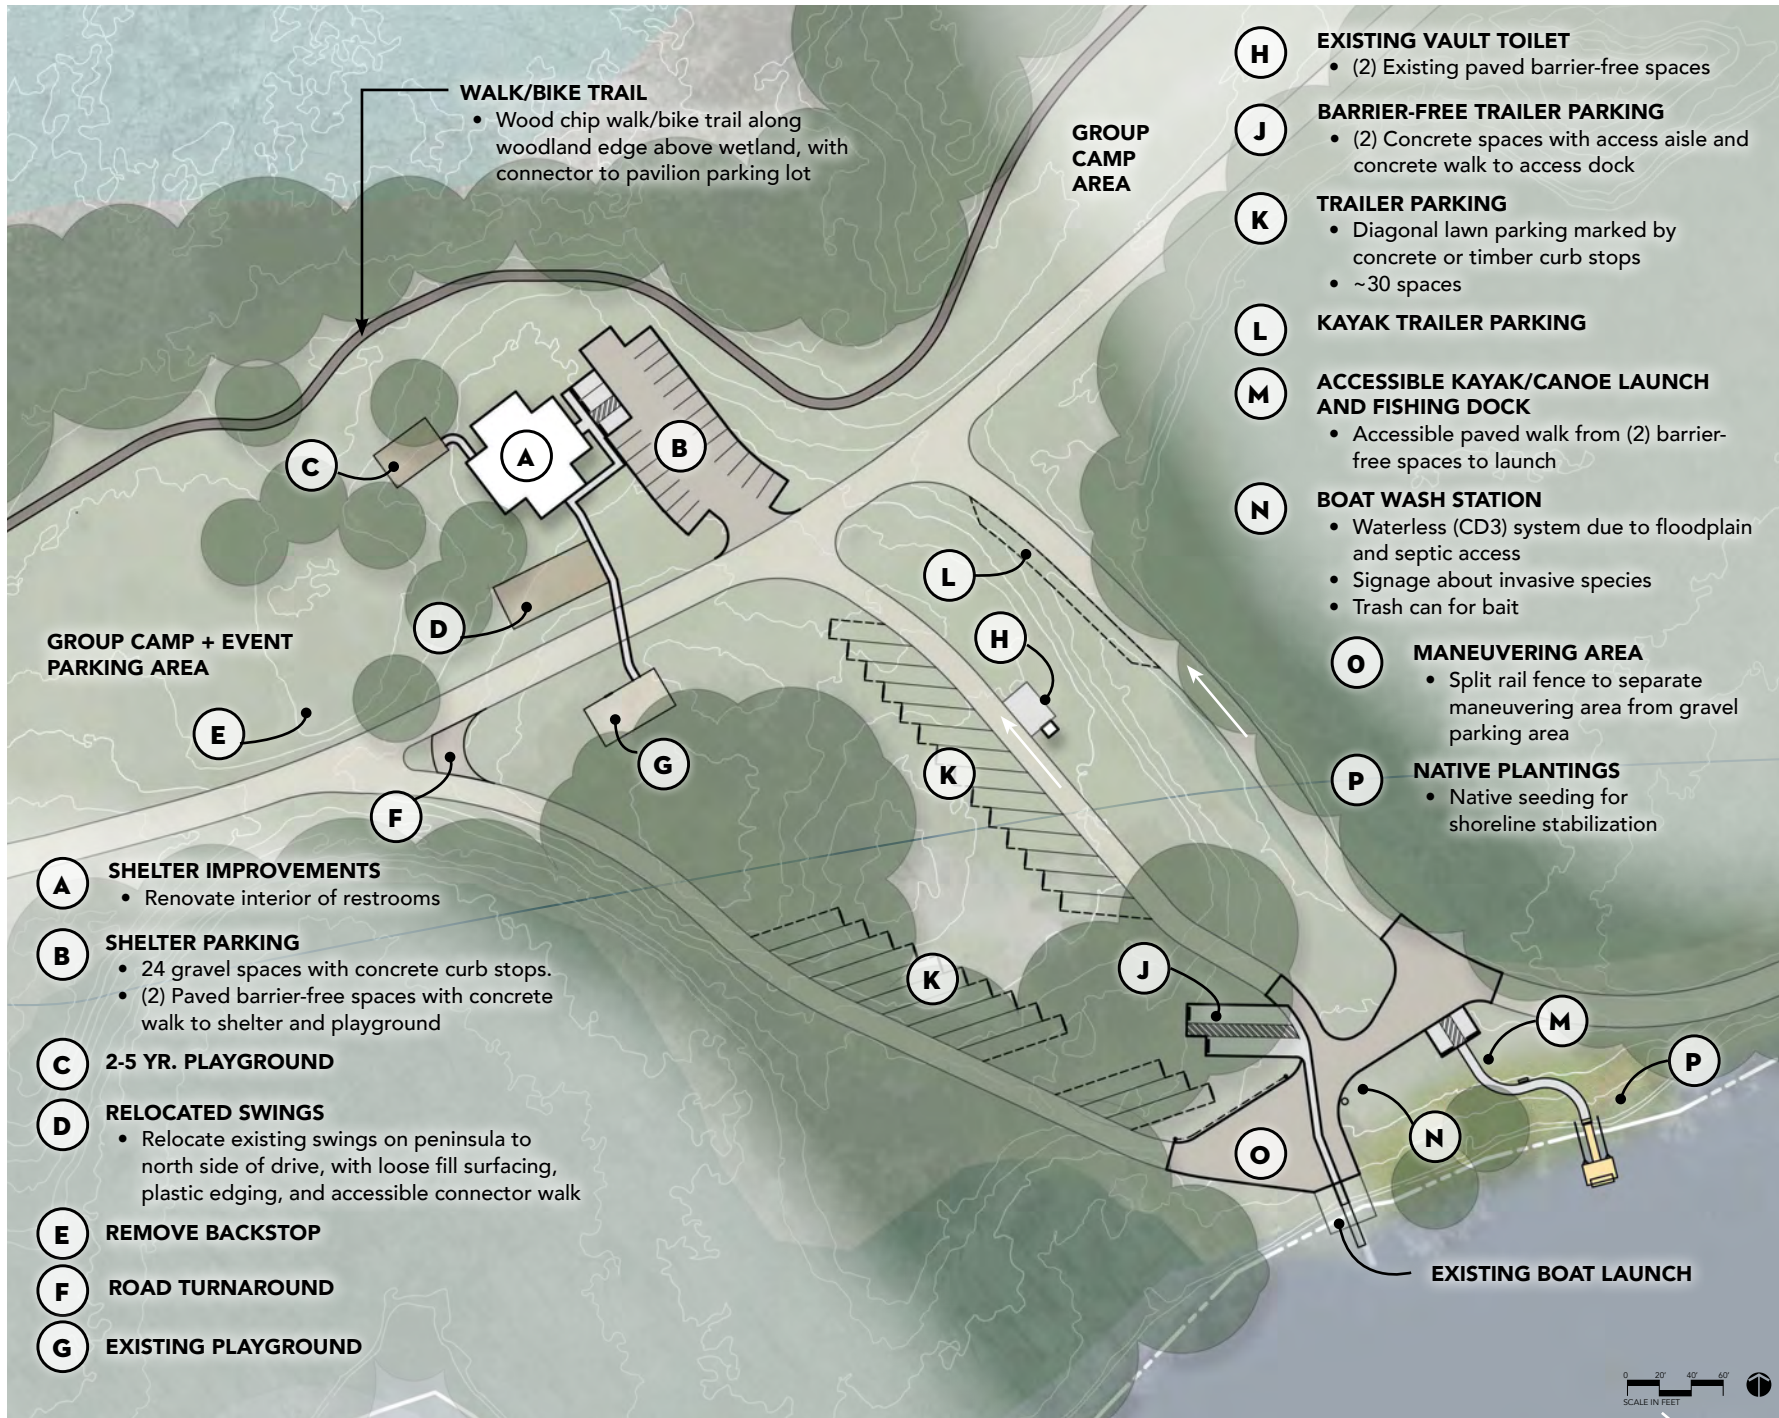 WALK/BIKE TRAIL
• Wood chip walk/bike trail along
woodland edge above wetland, with
connector to pavilion parking lot
GROUP
CAMP
AREA
H
EXISTING VAULT TOILET
• (2) Existing paved barrier-free spaces
J
BARRIER-FREE TRAILER PARKING
• (2) Concrete spaces with access aisle and
concrete walk to access dock
K
TRAILER PARKING
• Diagonal lawn parking marked by
concrete or timber curb stops
• ~30 spaces
L
KAYAK TRAILER PARKING
M
ACCESSIBLE KAYAK/CANOE LAUNCH
AND FISHING DOCK
• Accessible paved walk from (2) barrier-
free spaces to launch
N
BOAT WASH STATION
• Waterless (CD3) system due to floodplain
and septic access
• Signage about invasive species
• Trash can for bait
O
MANEUVERING AREA
• Split rail fence to separate
maneuvering area from gravel
parking area
P
NATIVE PLANTINGS
• Native seeding for
shoreline stabilization
C
A
B
L
D
H
GROUP CAMP + EVENT
PARKING AREA
E
G
K
F
K
J
M
P
N
O
EXISTING BOAT LAUNCH
A
SHELTER IMPROVEMENTS
• Renovate interior of restrooms
B
SHELTER PARKING
• 24 gravel spaces with concrete curb stops.
• (2) Paved barrier-free spaces with concrete
walk to shelter and playground
C
2-5 YR. PLAYGROUND
D
RELOCATED SWINGS
• Relocate existing swings on peninsula to
north side of drive, with loose fill surfacing,
plastic edging, and accessible connector walk
E
REMOVE BACKSTOP
F
ROAD TURNAROUND
G
EXISTING PLAYGROUND
0 20' 40' 60'
SCALE IN FEET